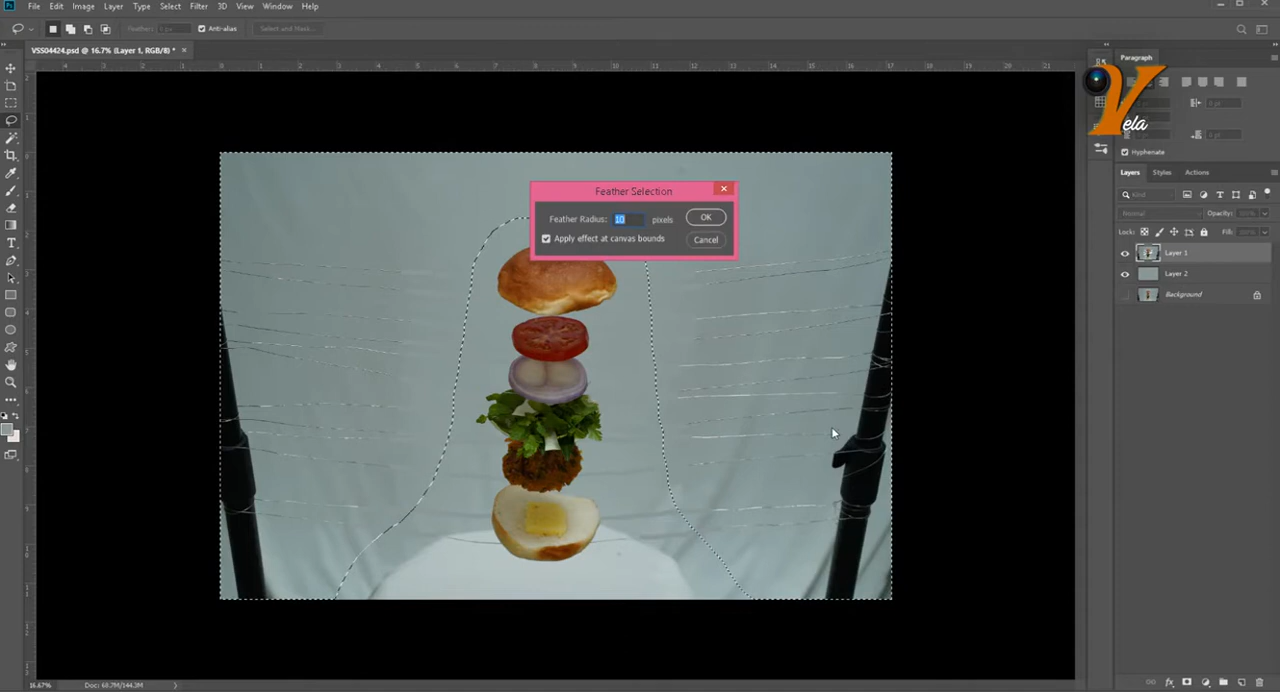 Ps File Edit Image Layer Type Select Filter 3D View Window Help
Feather: Anti-alias Select and Mask...
VSS04424.psd @ 16.7% (Layer 1, RGB/8) * ×
Paragraph
Yela
Hyphenate
Layers Styles Actions
Kind
Normal Opacity:
Lock: Fill:
Layer 1
Layer 2
Background
Feather Selection
Feather Radius: 10 pixels OK
Apply effect at canvas bounds Cancel
16.67% Doc: 68.7M/144.3M